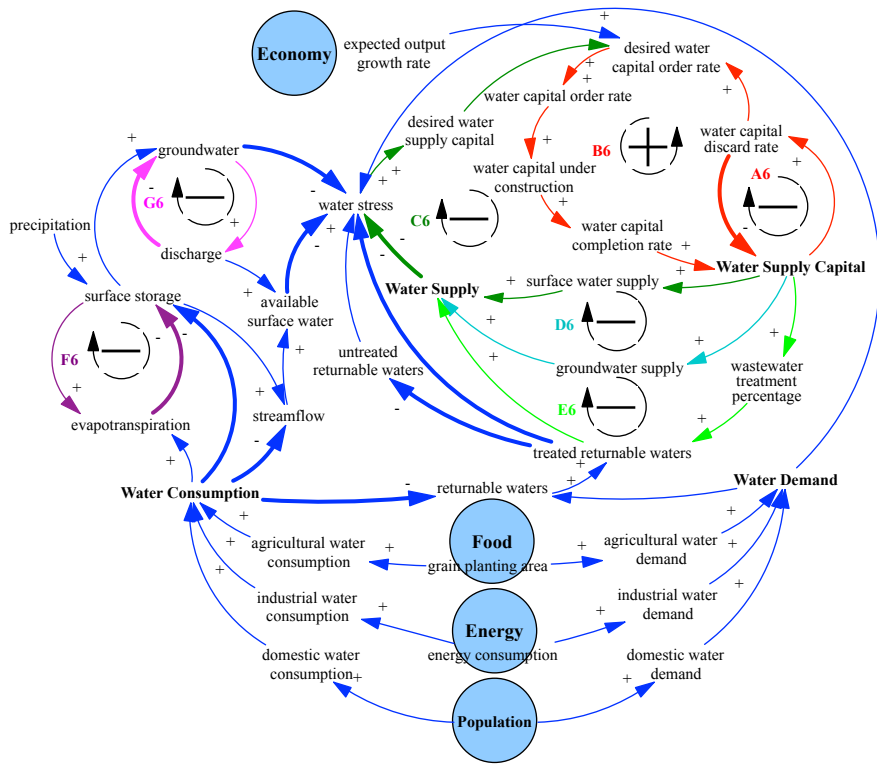 Economy
expected output
growth rate
desired water
capital order rate
water capital order rate
desired water
supply capital
B6
water capital
discard rate
groundwater
water capital under
construction
A6
G6
water stress
C6
precipitation
water capital
completion rate
discharge
Water Supply Capital
surface storage
Water Supply
surface water supply
available
surface water
D6
F6
untreated
returnable waters
groundwater supply
wastewater
treatment
percentage
E6
streamflow
evapotranspiration
treated returnable waters
Water Consumption
returnable waters
Water Demand
Food
agricultural water
consumption
grain planting area
agricultural water
demand
industrial water
consumption
Energy
energy consumption
industrial water
demand
domestic water
consumption
domestic water
demand
Population